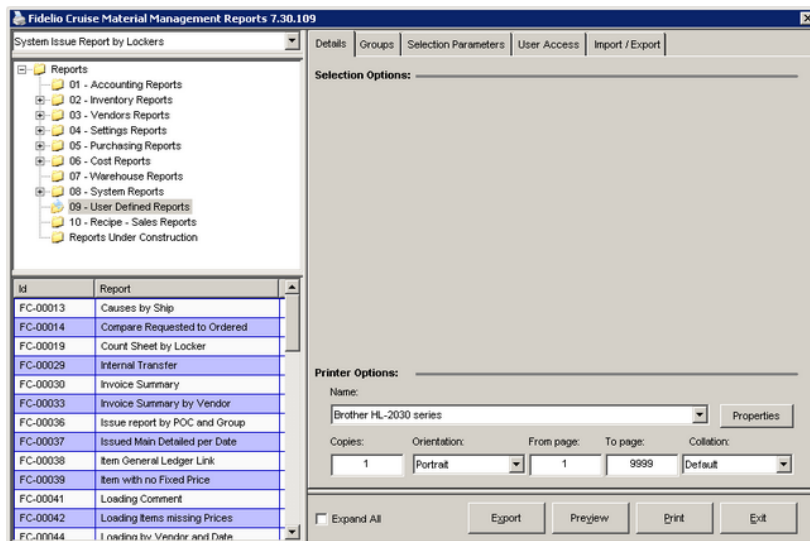 Fidelio Cruise Material Management Reports 7.30.109
System Issue Report by Lockers
Reports
01 - Accounting Reports
02 - Inventory Reports
03 - Vendors Reports
04 - Settings Reports
05 - Purchasing Reports
06 - Cost Reports
07 - Warehouse Reports
08 - System Reports
09 - User Defined Reports
10 - Recipe - Sales Reports
Reports Under Construction
Id Report
FC-00013 Causes by Ship
FC-00014 Compare Requested to Ordered
FC-00019 Count Sheet by Locker
FC-00029 Internal Transfer
FC-00030 Invoice Summary
FC-00033 Invoice Summary by Vendor
FC-00036 Issue report by POC and Group
FC-00037 Issued Main Detailed per Date
FC-00038 Item General Ledger Link
FC-00039 Item with no Fixed Price
FC-00041 Loading Comment
FC-00042 Loading Items missing Prices
FC-00044 Loading by Vendor and Date
Details Groups Selection Parameters User Access Import / Export
Selection Options:
Printer Options:
Name:
Brother HL-2030 series Properties
Copies: Orientation: From page: To page: Collation:
1 Portrait 1 9999 Default
Expand All Export Preview Print Exit